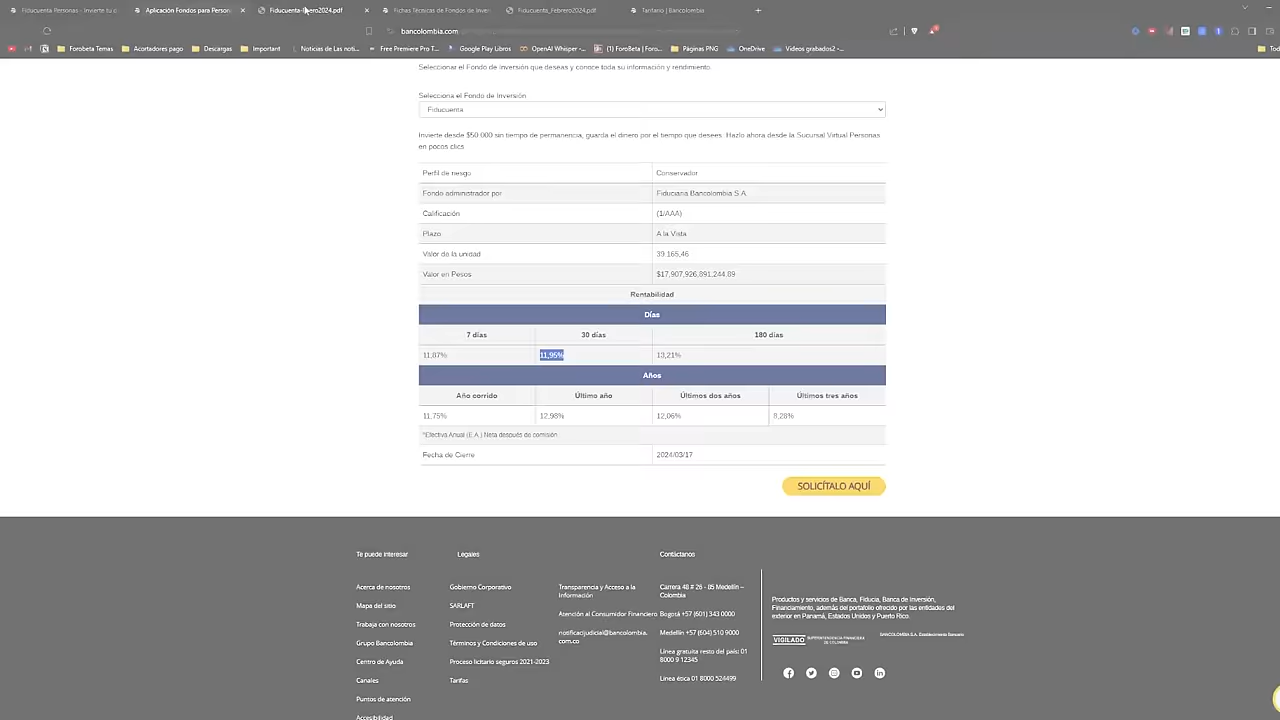 Fiducuenta Personas - Invierte tu c
Aplicación Fondos para Person
Fiducuenta-
2024.pdf
Fichas Técnicas de Fondos de Inver
Fiducuenta_Febrero2024.pdf
Tarifario | Bancolombia
bancolombia.com
Forobeta Temas
Acortadores pago
Descargas
Important
Noticias de Las noti...
Free Premiere Pro T...
Google Play Libros
OpenAI Whisper -...
(1) ForoBeta | Foro...
Páginas PNG
OneDrive
Videos grabados2 -...
Tod
Seleccionar el Fondo de Inversión que deseas y conoce toda su información y rendimiento.
Selecciona el Fondo de Inversión
Fiducuenta
Invierte desde $50.000 sin tiempo de permanencia, guarda el dinero por el tiempo que desees. Hazlo ahora desde la Sucursal Virtual Personas
en pocos clics
Perfil de riesgo
Conservador
Fondo administrador por
Fiduciaria Bancolombia S.A.
Calificación
(1/AAA)
Plazo
A la Vista
Valor de la unidad
39.165,46
Valor en Pesos
$17,907,926,891,244.89
Rentabilidad
Días
7 días
30 días
180 días
11,87%
11,95%
13,21%
Años
Año corrido
Último año
Últimos dos años
Últimos tres años
11,75%
12,98%
12,06%
8,28%
*Efectiva Anual (E.A.) Neta después de comisión.
Fecha de Cierre
2024/03/17
SOLICÍTALO AQUÍ
Te puede interesar
Acerca de nosotros
Mapa del sitio
Trabaja con nosotros
Grupo Bancolombia
Centro de Ayuda
Canales
Puntos de atención
Accesibilidad
Legales
Gobierno Corporativo
SARLAFT
Protección de datos
Términos y Condiciones de uso
Proceso licitario seguros 2021-2023
Tarifas
Transparencia y Acceso a la
Información
Atención al Consumidor Financiero
notificacijudicial@bancolombia.
com.co
Contáctanos
Carrera 48 # 26 - 85 Medellín –
Colombia
Bogotá +57 (601) 343 0000
Medellín +57 (604) 510 9000
Línea gratuita resto del país: 01
8000 9 12345
Línea ética 01 8000 524499
Productos y servicios de Banca, Fiducia, Banca de Inversión,
Financiamiento, además del portafolio ofrecido por las entidades del
exterior en Panamá, Estados Unidos y Puerto Rico.
VIGILADO SUPERINTENDENCIA FINANCIERA
DE COLOMBIA
BANCOLOMBIA S.A. Establecimiento Bancario